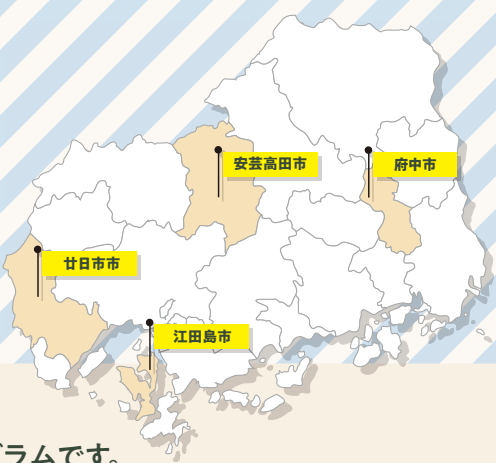 安芸高田市
府中市
廿日市市
江田島市
グラムです。